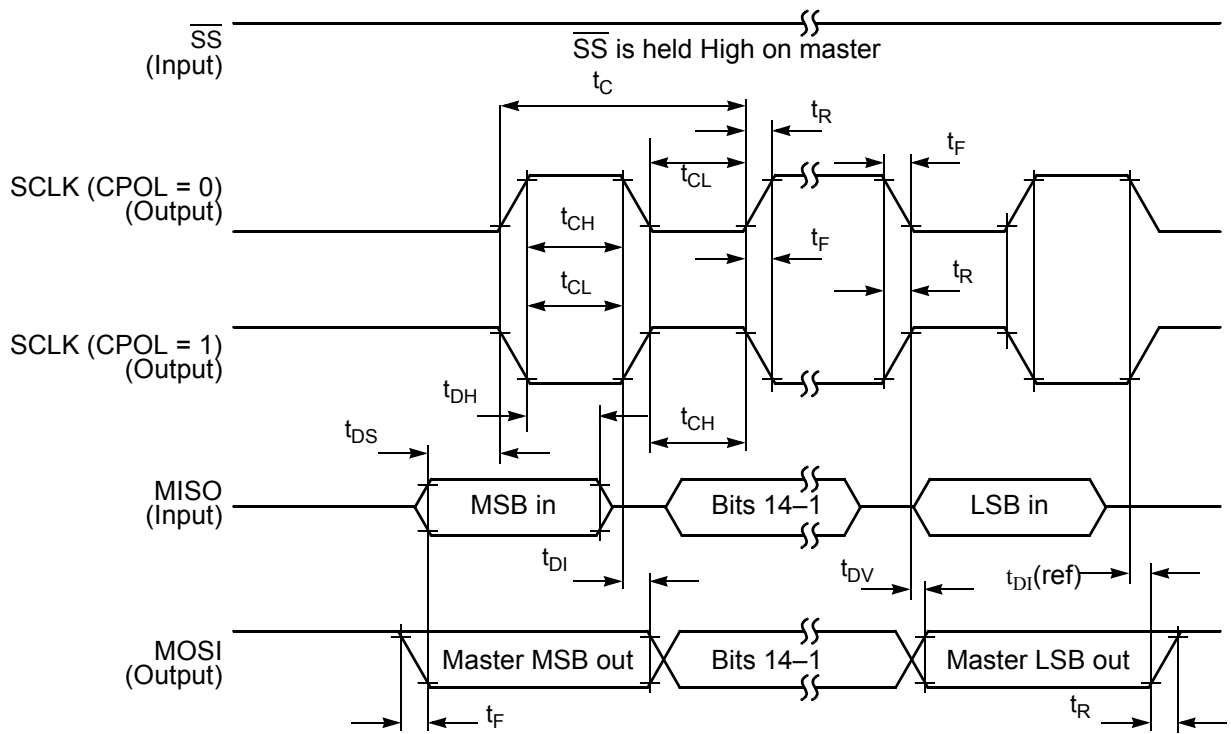 SS
(Input)
SS is held High on master
tC
tR
tF
SCLK (CPOL = 0)
(Output)
tCL
tCH
tF
tCL
tR
SCLK (CPOL = 1)
(Output)
tDH
tCH
tDS
MISO
(Input)
MSB in
Bits 14–1
LSB in
tDI
tDV
tDI(ref)
MOSI
(Output)
Master MSB out
Bits 14–1
Master LSB out
tF
tR